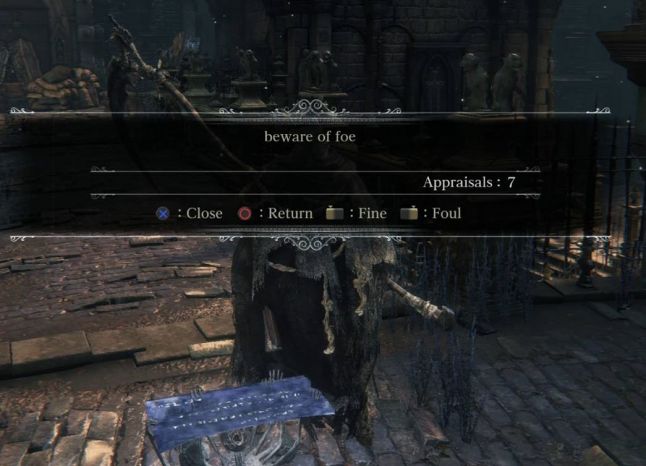 beware of foe
Appraisals : 7
: Close : Return : Fine : Foul